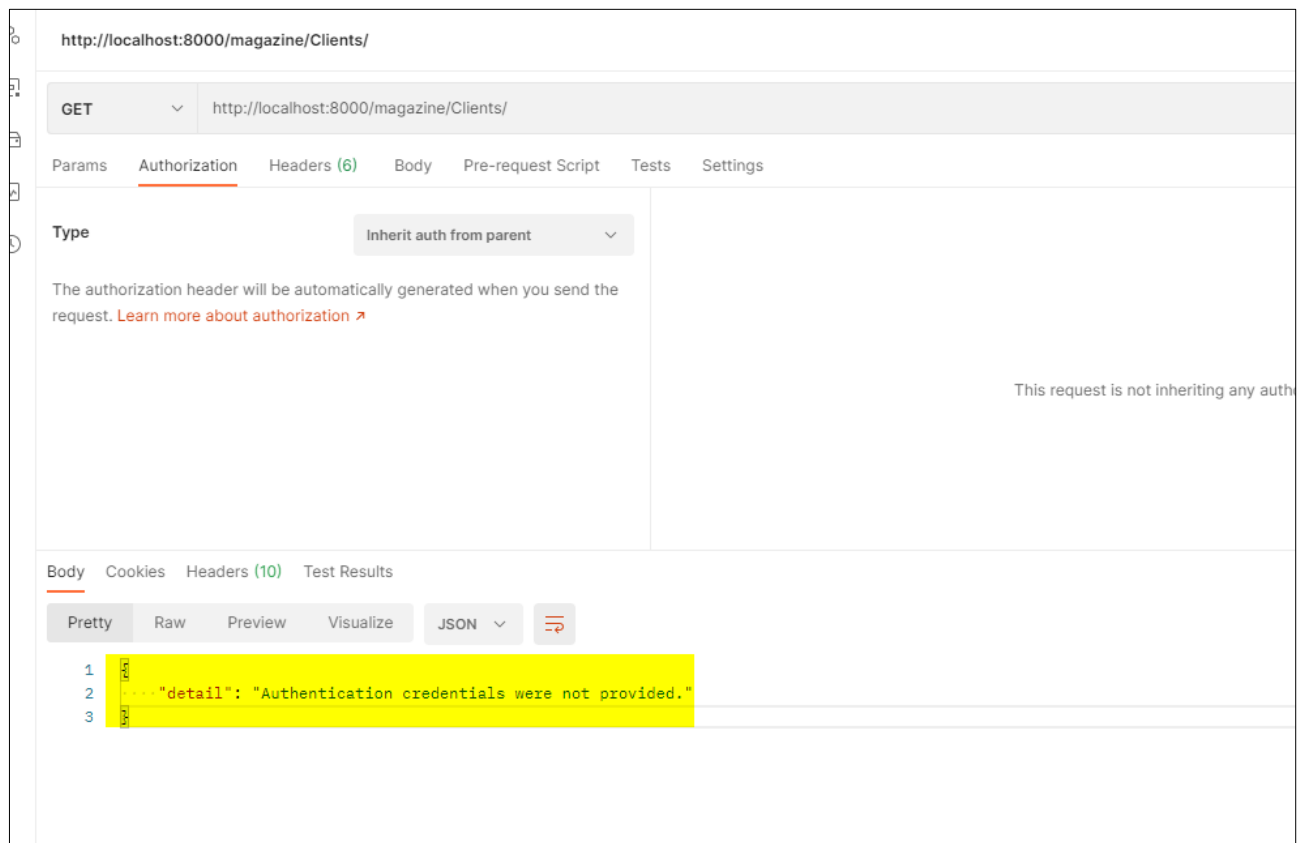 http://localhost:8000/magazine/Clients/
GET http://localhost:8000/magazine/Clients/
Params Authorization Headers (6) Body Pre-request Script Tests Settings
Type Inherit auth from parent
The authorization header will be automatically generated when you send the
request. Learn more about authorization ↗
This request is not inheriting any
Body Cookies Headers (10) Test Results
Pretty Raw Preview Visualize JSON
1 {
2 ····"detail": "Authentication credentials were not provided."
3 }